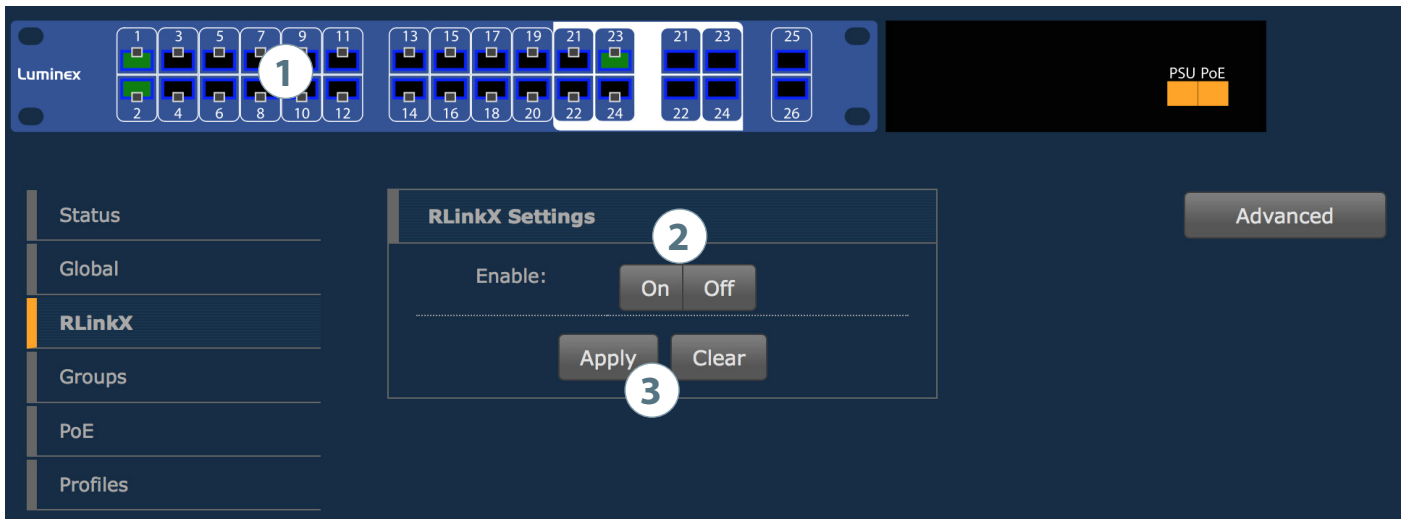 1 3 5 7 9 11 13 15 17 19 21 23 21 23 25
Luminex
1
PSU PoE
2 4 6 8 10 12 14 16 18 20 22 24 22 24 26
Status
Global
RLinkX
Groups
PoE
Profiles
RLinkX Settings
2
Enable: On Off
Apply Clear
3
Advanced